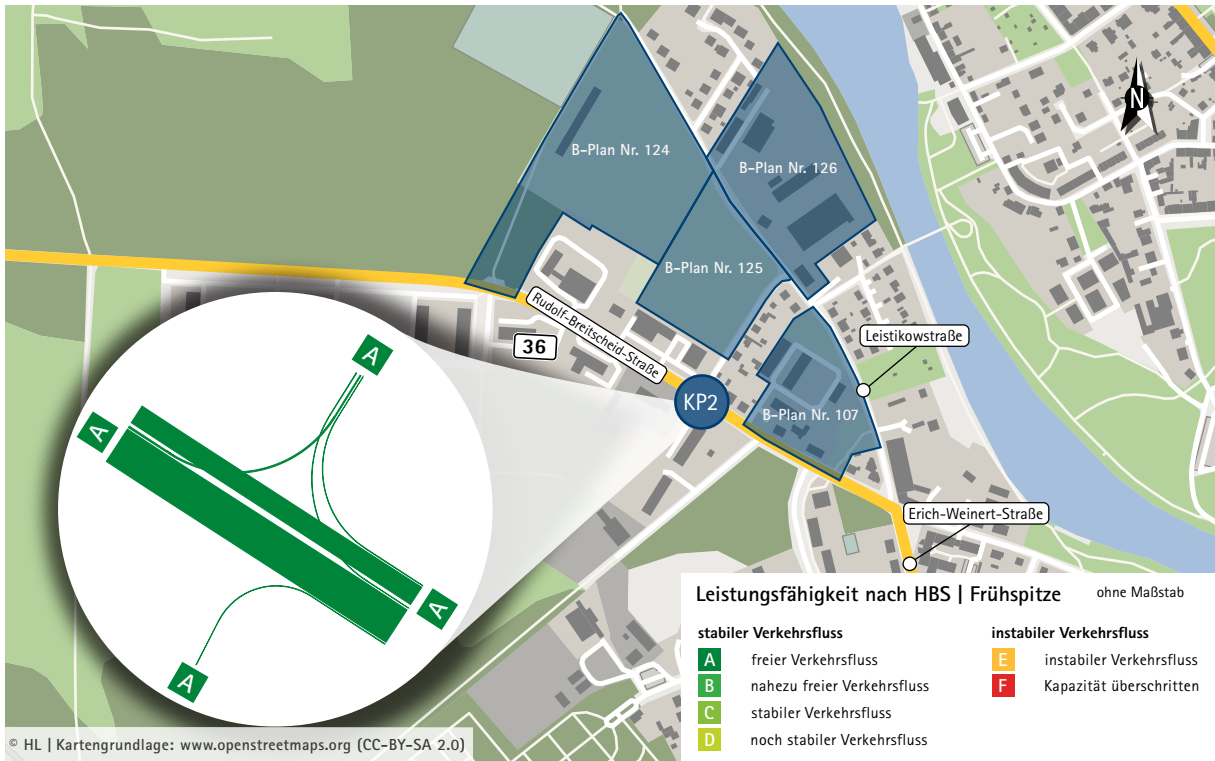 N
B-Plan Nr. 124
B-Plan Nr. 126
B-Plan Nr. 125
Rudolf-Breitscheid-Straße
36
Leistikowstraße
KP2
B-Plan Nr. 107
A
A
A
A
Erich-Weinert-Straße
Leistungsfähigkeit nach HBS | Frühspitze
ohne Maßstab
stabiler Verkehrsfluss
A freier Verkehrsfluss
B nahezu freier Verkehrsfluss
C stabiler Verkehrsfluss
D noch stabiler Verkehrsfluss
instabiler Verkehrsfluss
E instabiler Verkehrsfluss
F Kapazität überschritten
© HL | Kartengrundlage: www.openstreetmaps.org (CC-BY-SA 2.0)